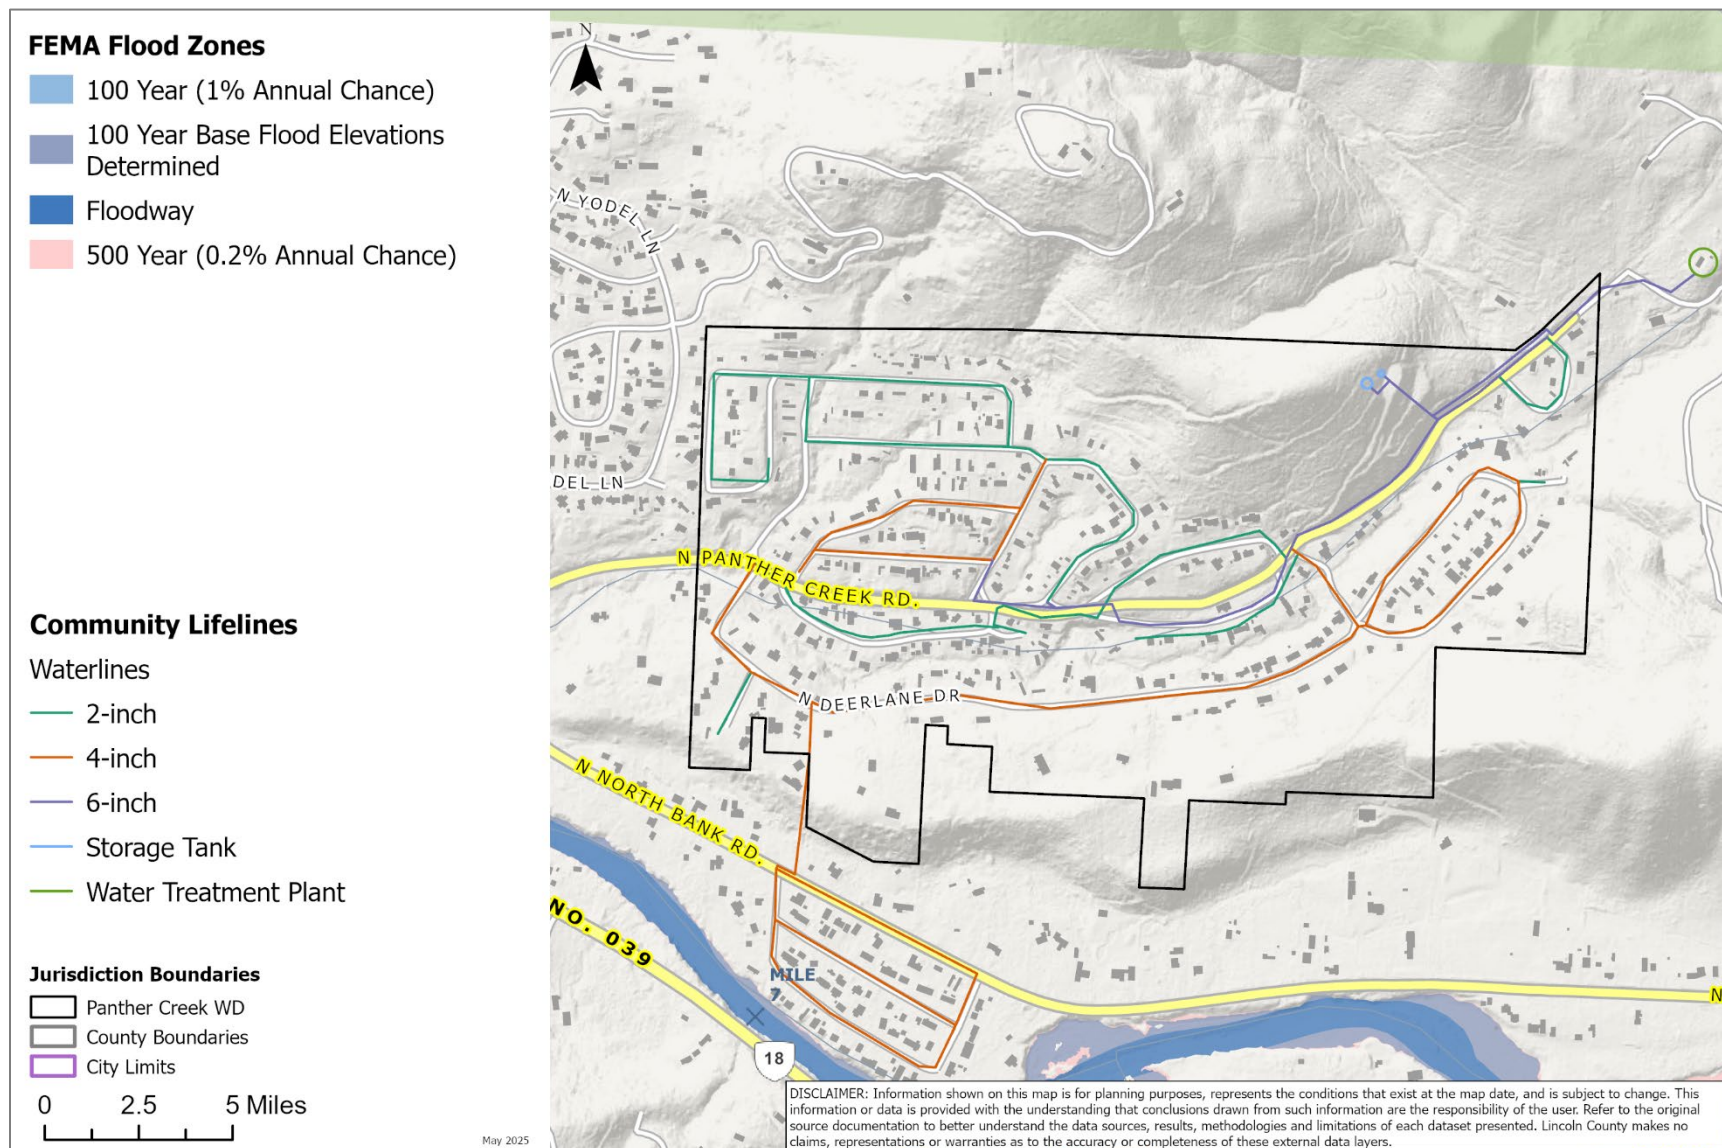 FEMA Flood Zones
100 Year (1% Annual Chance)
100 Year Base Flood Elevations
Determined
Floodway
500 Year (0.2% Annual Chance)
Community Lifelines
Waterlines
2-inch
4-inch
6-inch
Storage Tank
Water Treatment Plant
Jurisdiction Boundaries
Panther Creek WD
County Boundaries
City Limits
0 2.5 5 Miles
May 2025
N
N YODEL LN
DEL LN
N PANTHER CREEK RD.
N DEERLANE DR
N NORTH BANK RD.
NO. 039
MILE
7
18
N
DISCLAIMER: Information shown on this map is for planning purposes, represents the conditions that exist at the map date, and is subject to change. This
information or data is provided with the understanding that conclusions drawn from such information are the responsibility of the user. Refer to the original
source documentation to better understand the data sources, results, methodologies and limitations of each dataset presented. Lincoln County makes no
claims, representations or warranties as to the accuracy or completeness of these external data layers.